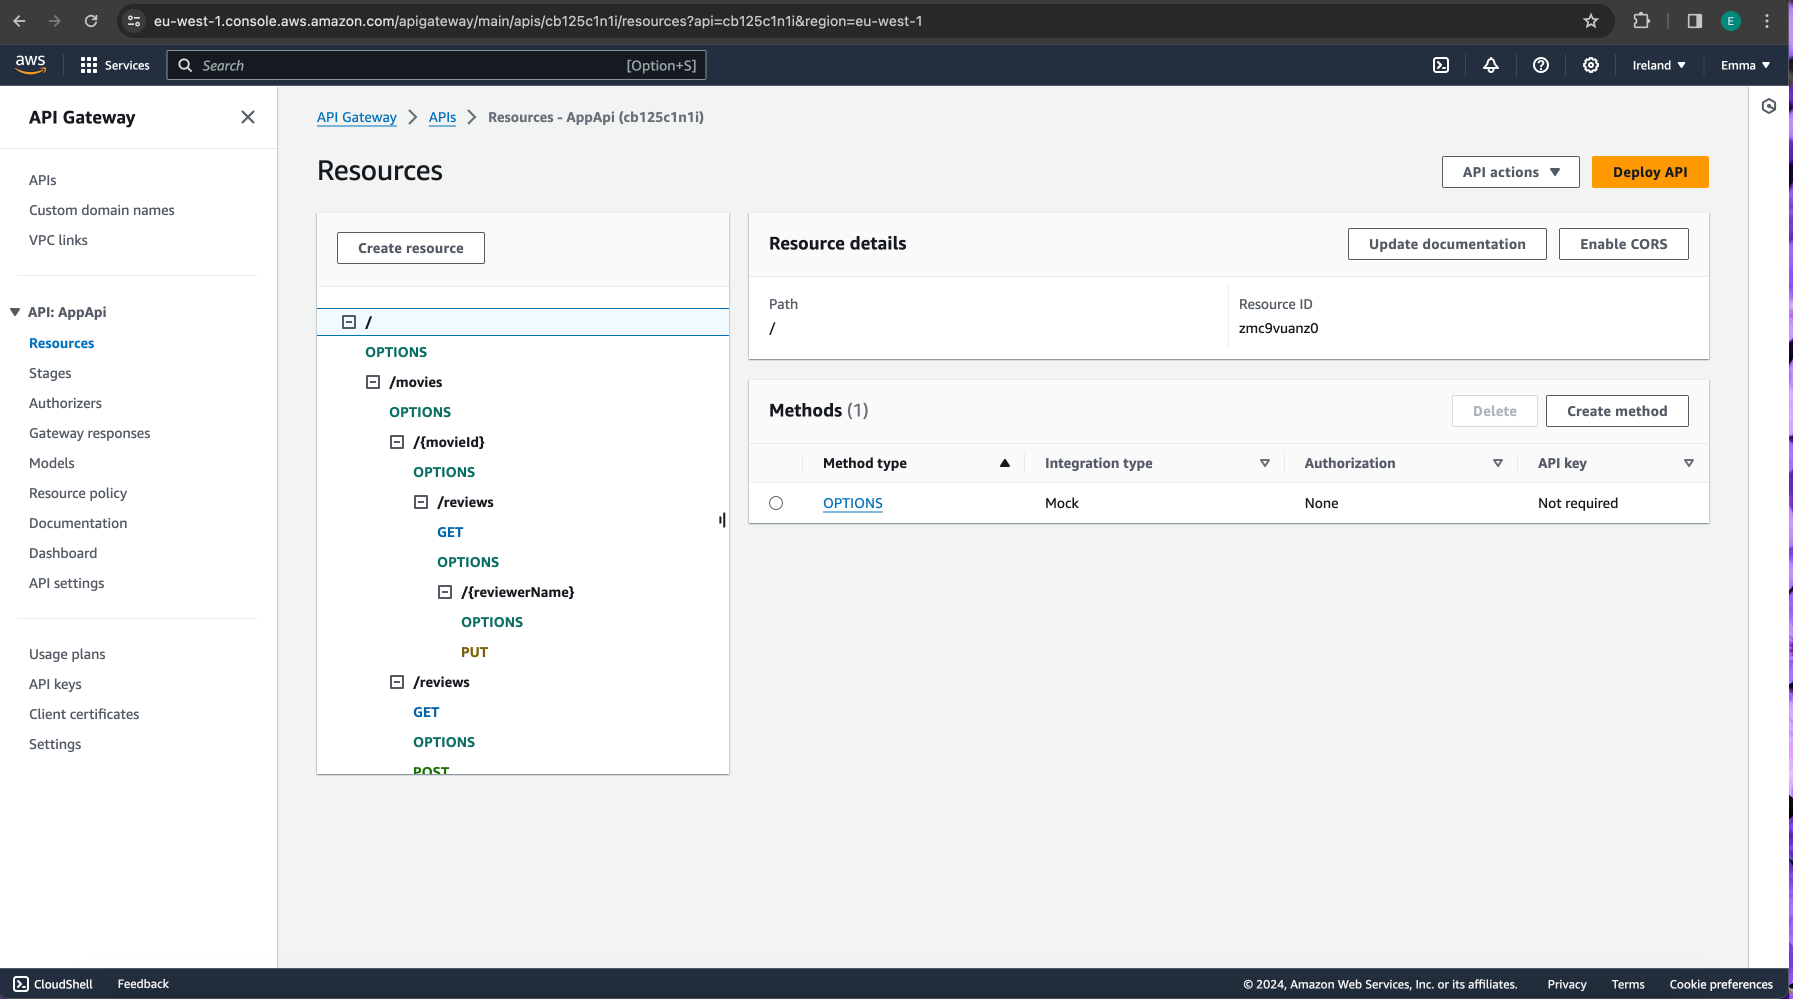 eu-west-1.console.aws.amazon.com/apigateway/main/apis/cb125c1n1i/resources?api=cb125c1n1i&region=eu-west-1
E
aws
Services
Search
[Option+S]
Ireland
Emma
API Gateway
APIs
Custom domain names
VPC links
API: AppApi
Resources
Stages
Authorizers
Gateway responses
Models
Resource policy
Documentation
Dashboard
API settings
Usage plans
API keys
Client certificates
Settings
API Gateway > APIs > Resources - AppApi (cb125c1n1i)
Resources
API actions
Deploy API
Create resource
/
OPTIONS
/movies
OPTIONS
/{movieId}
OPTIONS
/reviews
GET
OPTIONS
/{reviewerName}
OPTIONS
PUT
/reviews
GET
OPTIONS
POST
Resource details
Update documentation
Enable CORS
Path
/
Resource ID
zmc9vuanz0
Methods (1)
Delete
Create method
Method type Integration type Authorization API key
OPTIONS Mock None Not required
CloudShell
Feedback
© 2024, Amazon Web Services, Inc. or its affiliates.
Privacy
Terms
Cookie preferences